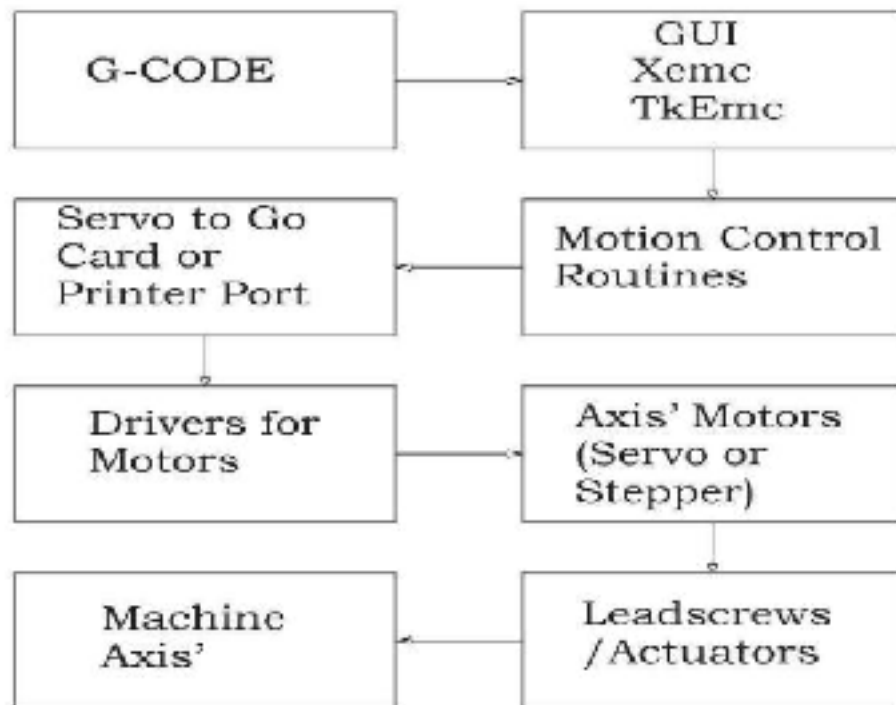 G-CODE
GUI
Xemc
TkEmc
Servo to Go
Card or
Printer Port
Motion Control
Routines
Drivers for
Motors
Axis' Motors
(Servo or
Stepper)
Machine
Axis'
Leadscrews
/Actuators